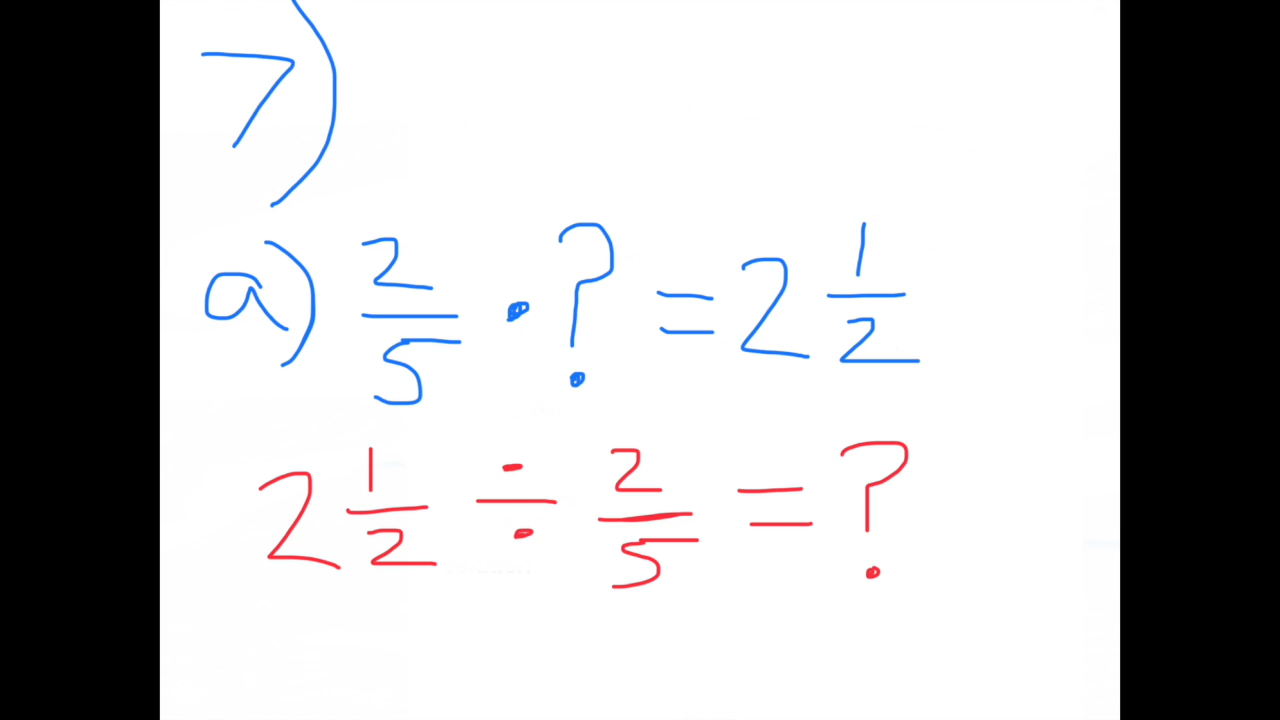 7)
a) 2/5 · ? = 2 1/2
2 1/2 ÷ 2/5 = ?